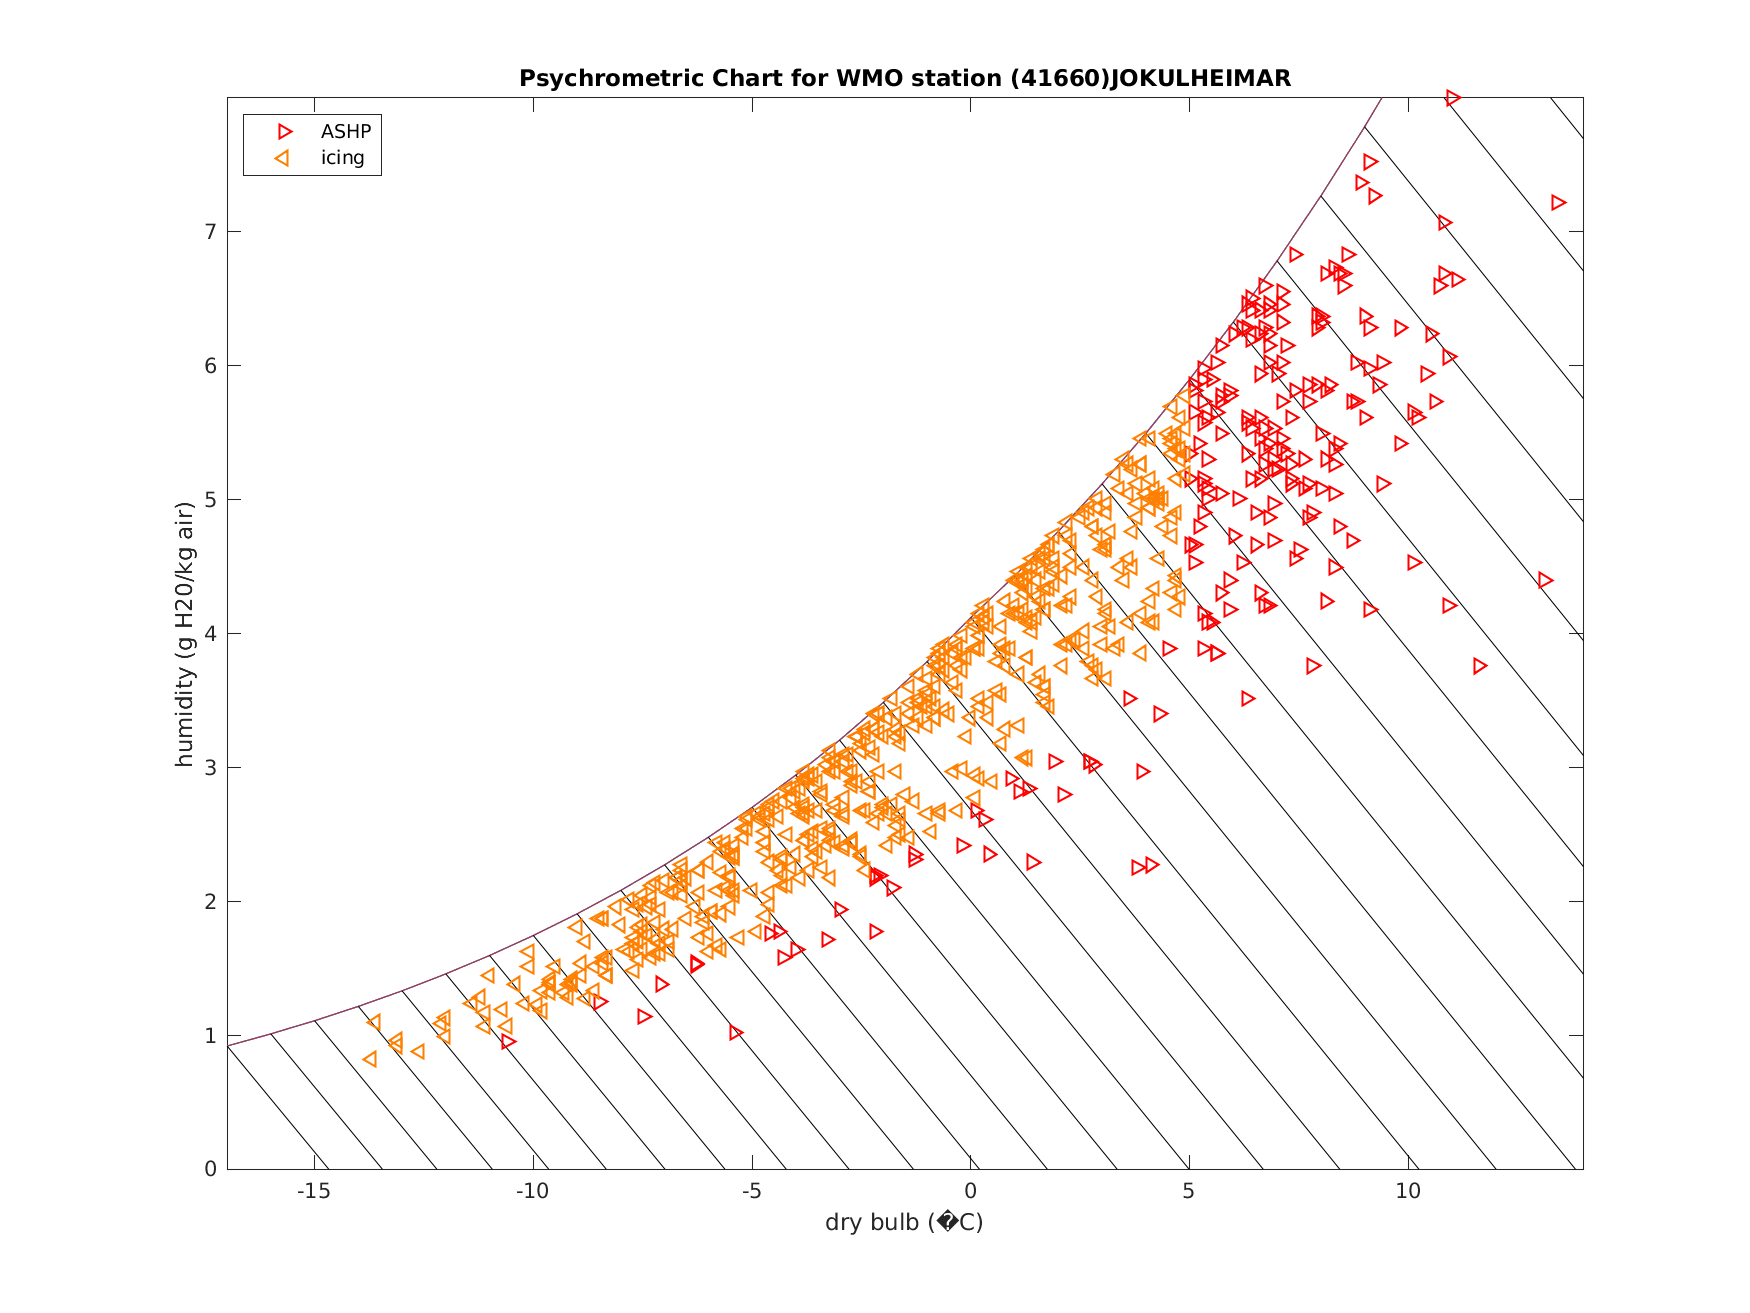 Psychrometric Chart for WMO station (41660)JOKULHEIMAR
ASHP
icing
humidity (g H20/kg air)
7
6
5
4
3
2
1
0
-15 -10 -5 0 5 10
dry bulb (�C)